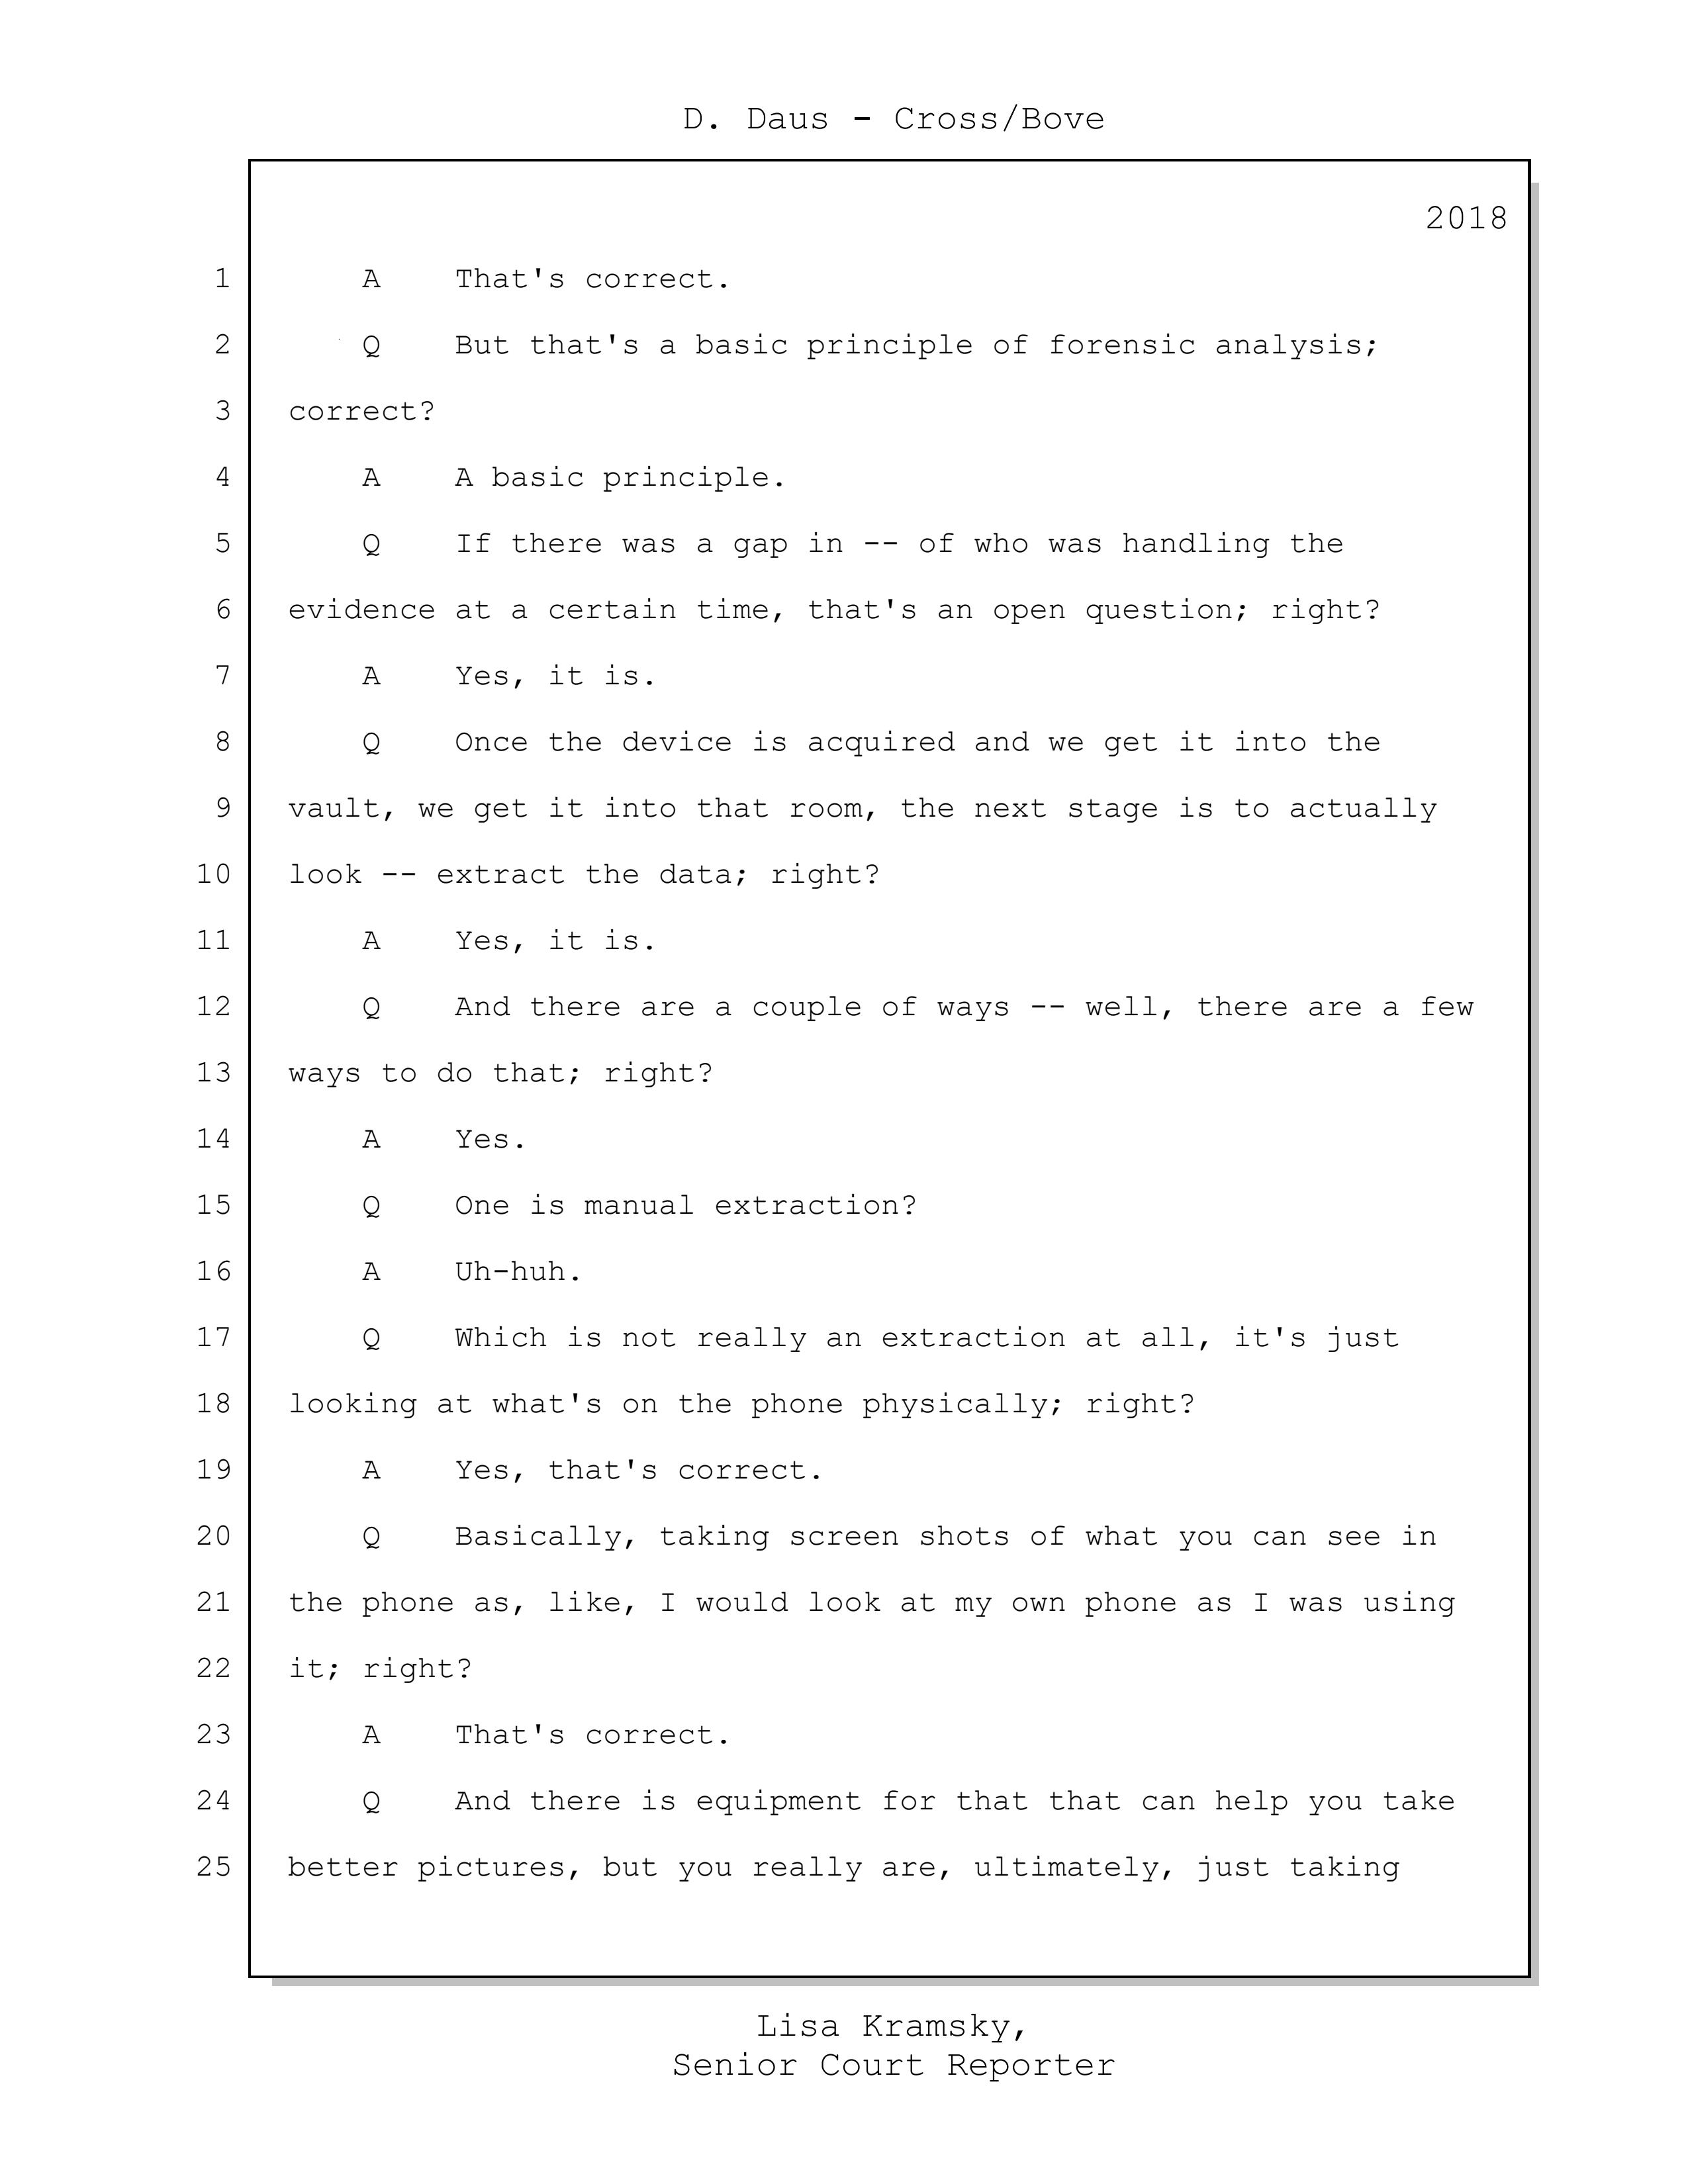 D. Daus - Cross/Bove
2018
1 A That's correct.
2 Q But that's a basic principle of forensic analysis;
3 correct?
4 A A basic principle.
5 Q If there was a gap in -- of who was handling the
6 evidence at a certain time, that's an open question; right?
7 A Yes, it is.
8 Q Once the device is acquired and we get it into the
9 vault, we get it into that room, the next stage is to actually
10 look -- extract the data; right?
11 A Yes, it is.
12 Q And there are a couple of ways -- well, there are a few
13 ways to do that; right?
14 A Yes.
15 Q One is manual extraction?
16 A Uh-huh.
17 Q Which is not really an extraction at all, it's just
18 looking at what's on the phone physically; right?
19 A Yes, that's correct.
20 Q Basically, taking screen shots of what you can see in
21 the phone as, like, I would look at my own phone as I was using
22 it; right?
23 A That's correct.
24 Q And there is equipment for that that can help you take
25 better pictures, but you really are, ultimately, just taking
Lisa Kramsky,
Senior Court Reporter